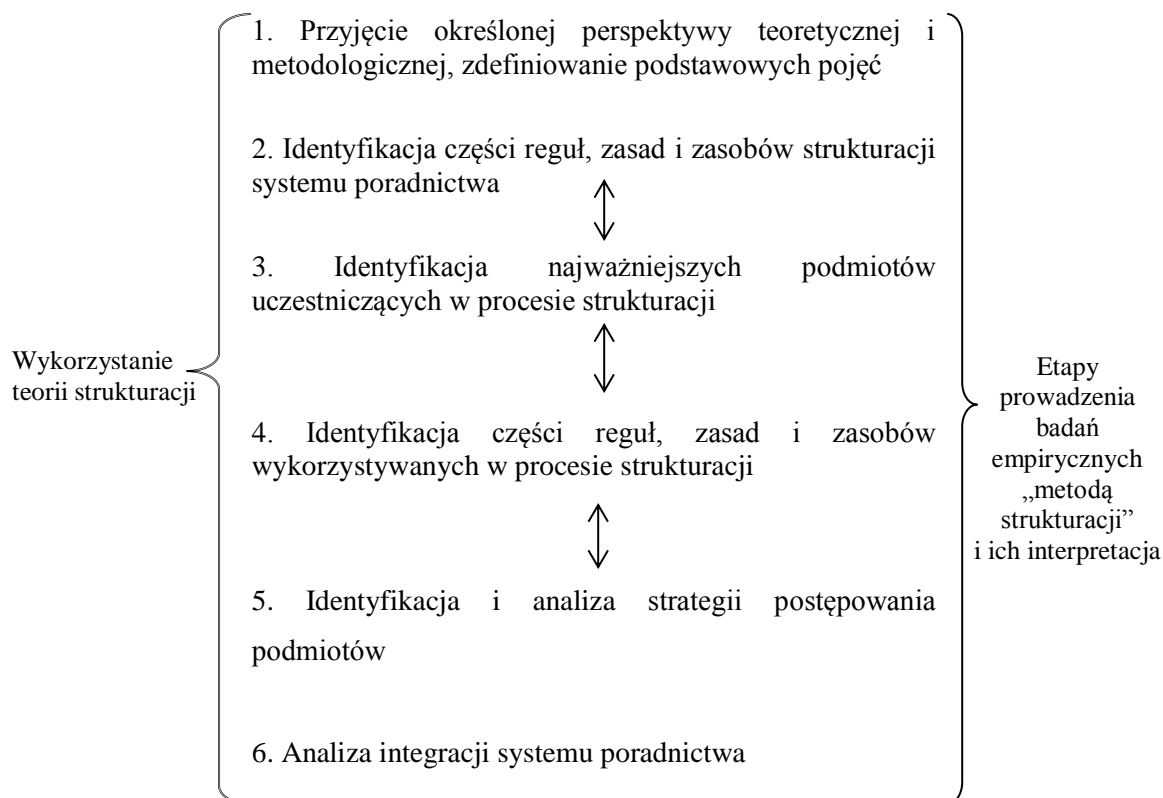 1. Przyjęcie określonej perspektywy teoretycznej i
metodologicznej, zdefiniowanie podstawowych pojęć
2. Identyfikacja części reguł, zasad i zasobów strukturacji
systemu poradnictwa
3. Identyfikacja najważniejszych podmiotów
uczestniczących w procesie strukturacji
Wykorzystanie
teorii strukturacji
4. Identyfikacja części reguł, zasad i zasobów
wykorzystywanych w procesie strukturacji
5. Identyfikacja i analiza strategii postępowania
podmiotów
6. Analiza integracji systemu poradnictwa
Etapy
prowadzenia
badań
empirycznych
„metodą
strukturacji”
i ich interpretacja